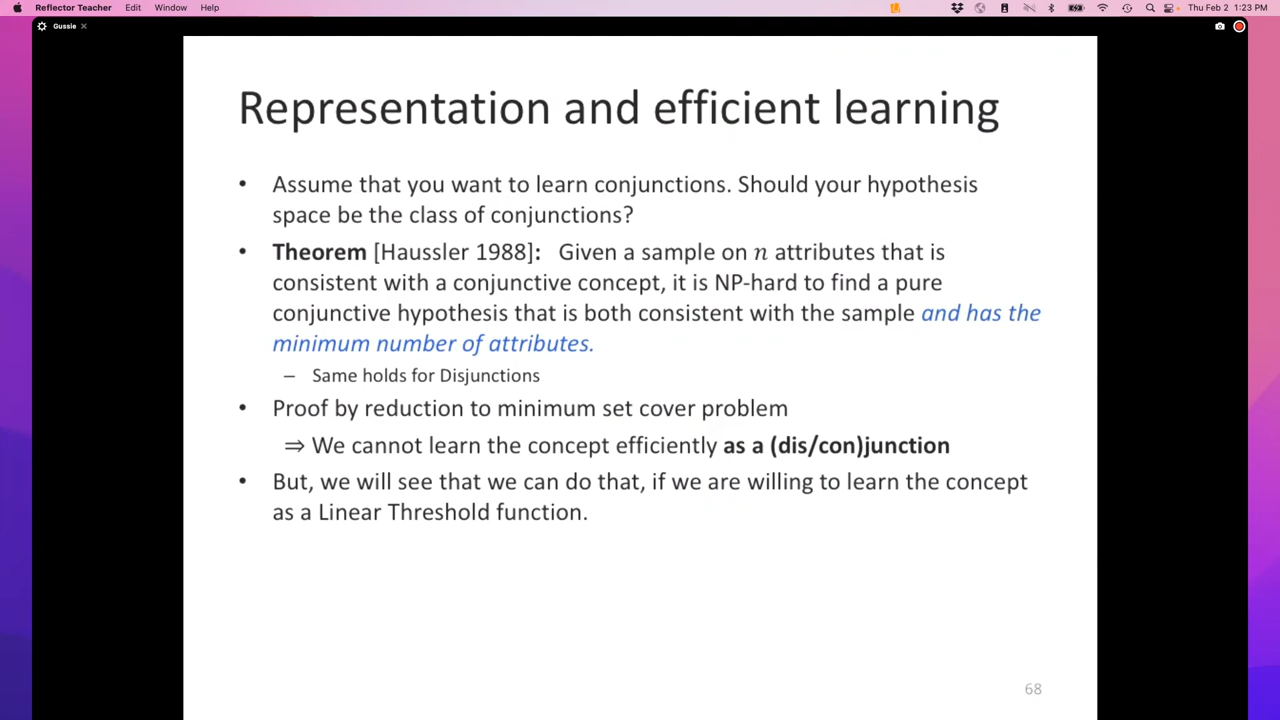 Reflector Teacher Edit Window Help Thu Feb 2 1:23 PM
Gussie
Representation and efficient learning
• Assume that you want to learn conjunctions. Should your hypothesis
space be the class of conjunctions?
• Theorem [Haussler 1988]: Given a sample on n attributes that is
consistent with a conjunctive concept, it is NP-hard to find a pure
conjunctive hypothesis that is both consistent with the sample and has the
minimum number of attributes.
– Same holds for Disjunctions
• Proof by reduction to minimum set cover problem
⇒ We cannot learn the concept efficiently as a (dis/con)junction
• But, we will see that we can do that, if we are willing to learn the concept
as a Linear Threshold function.
68